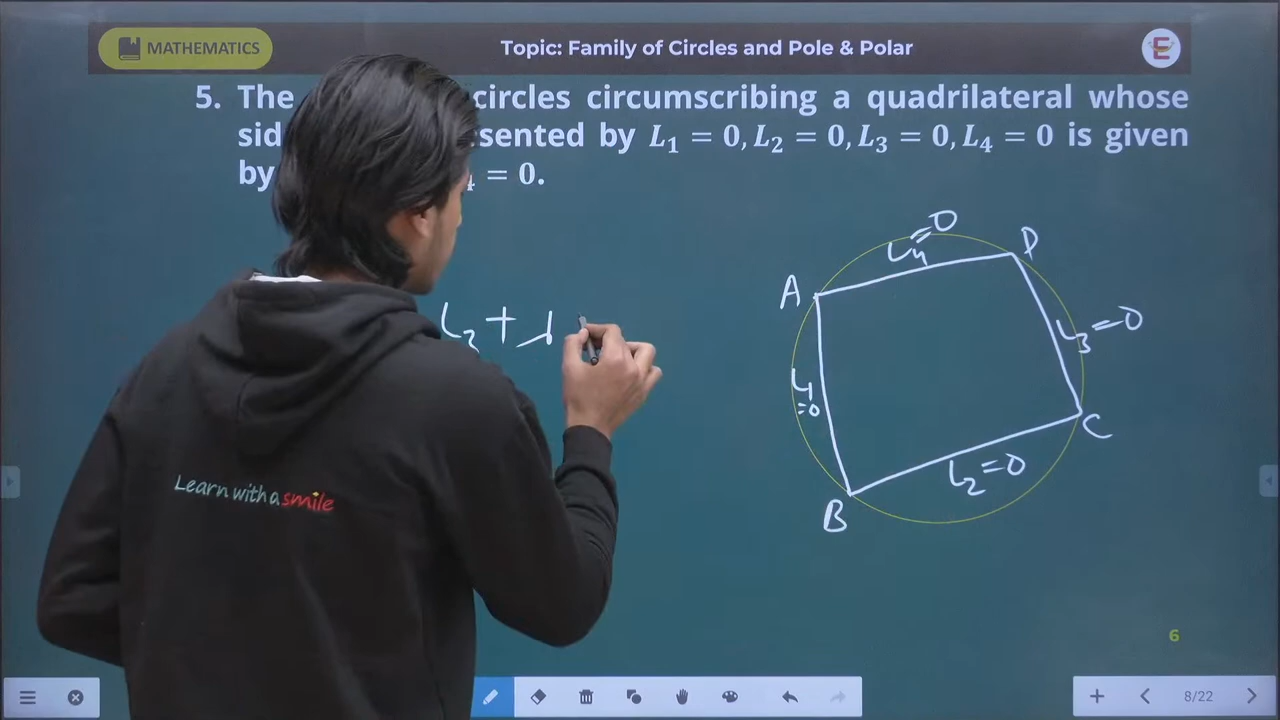 MATHEMATICS
Topic: Family of Circles and Pole & Polar
E
5. The circles circumscribing a quadrilateral whose
sid sented by L₁ = 0, L₂ = 0, L₃ = 0, L₄ = 0 is given
by ₄ = 0.
L₄=0
D
A
L₃ + λ
L₃=0
L₁
=0
C
L₂=0
B
Learn with a smile
6
8/22